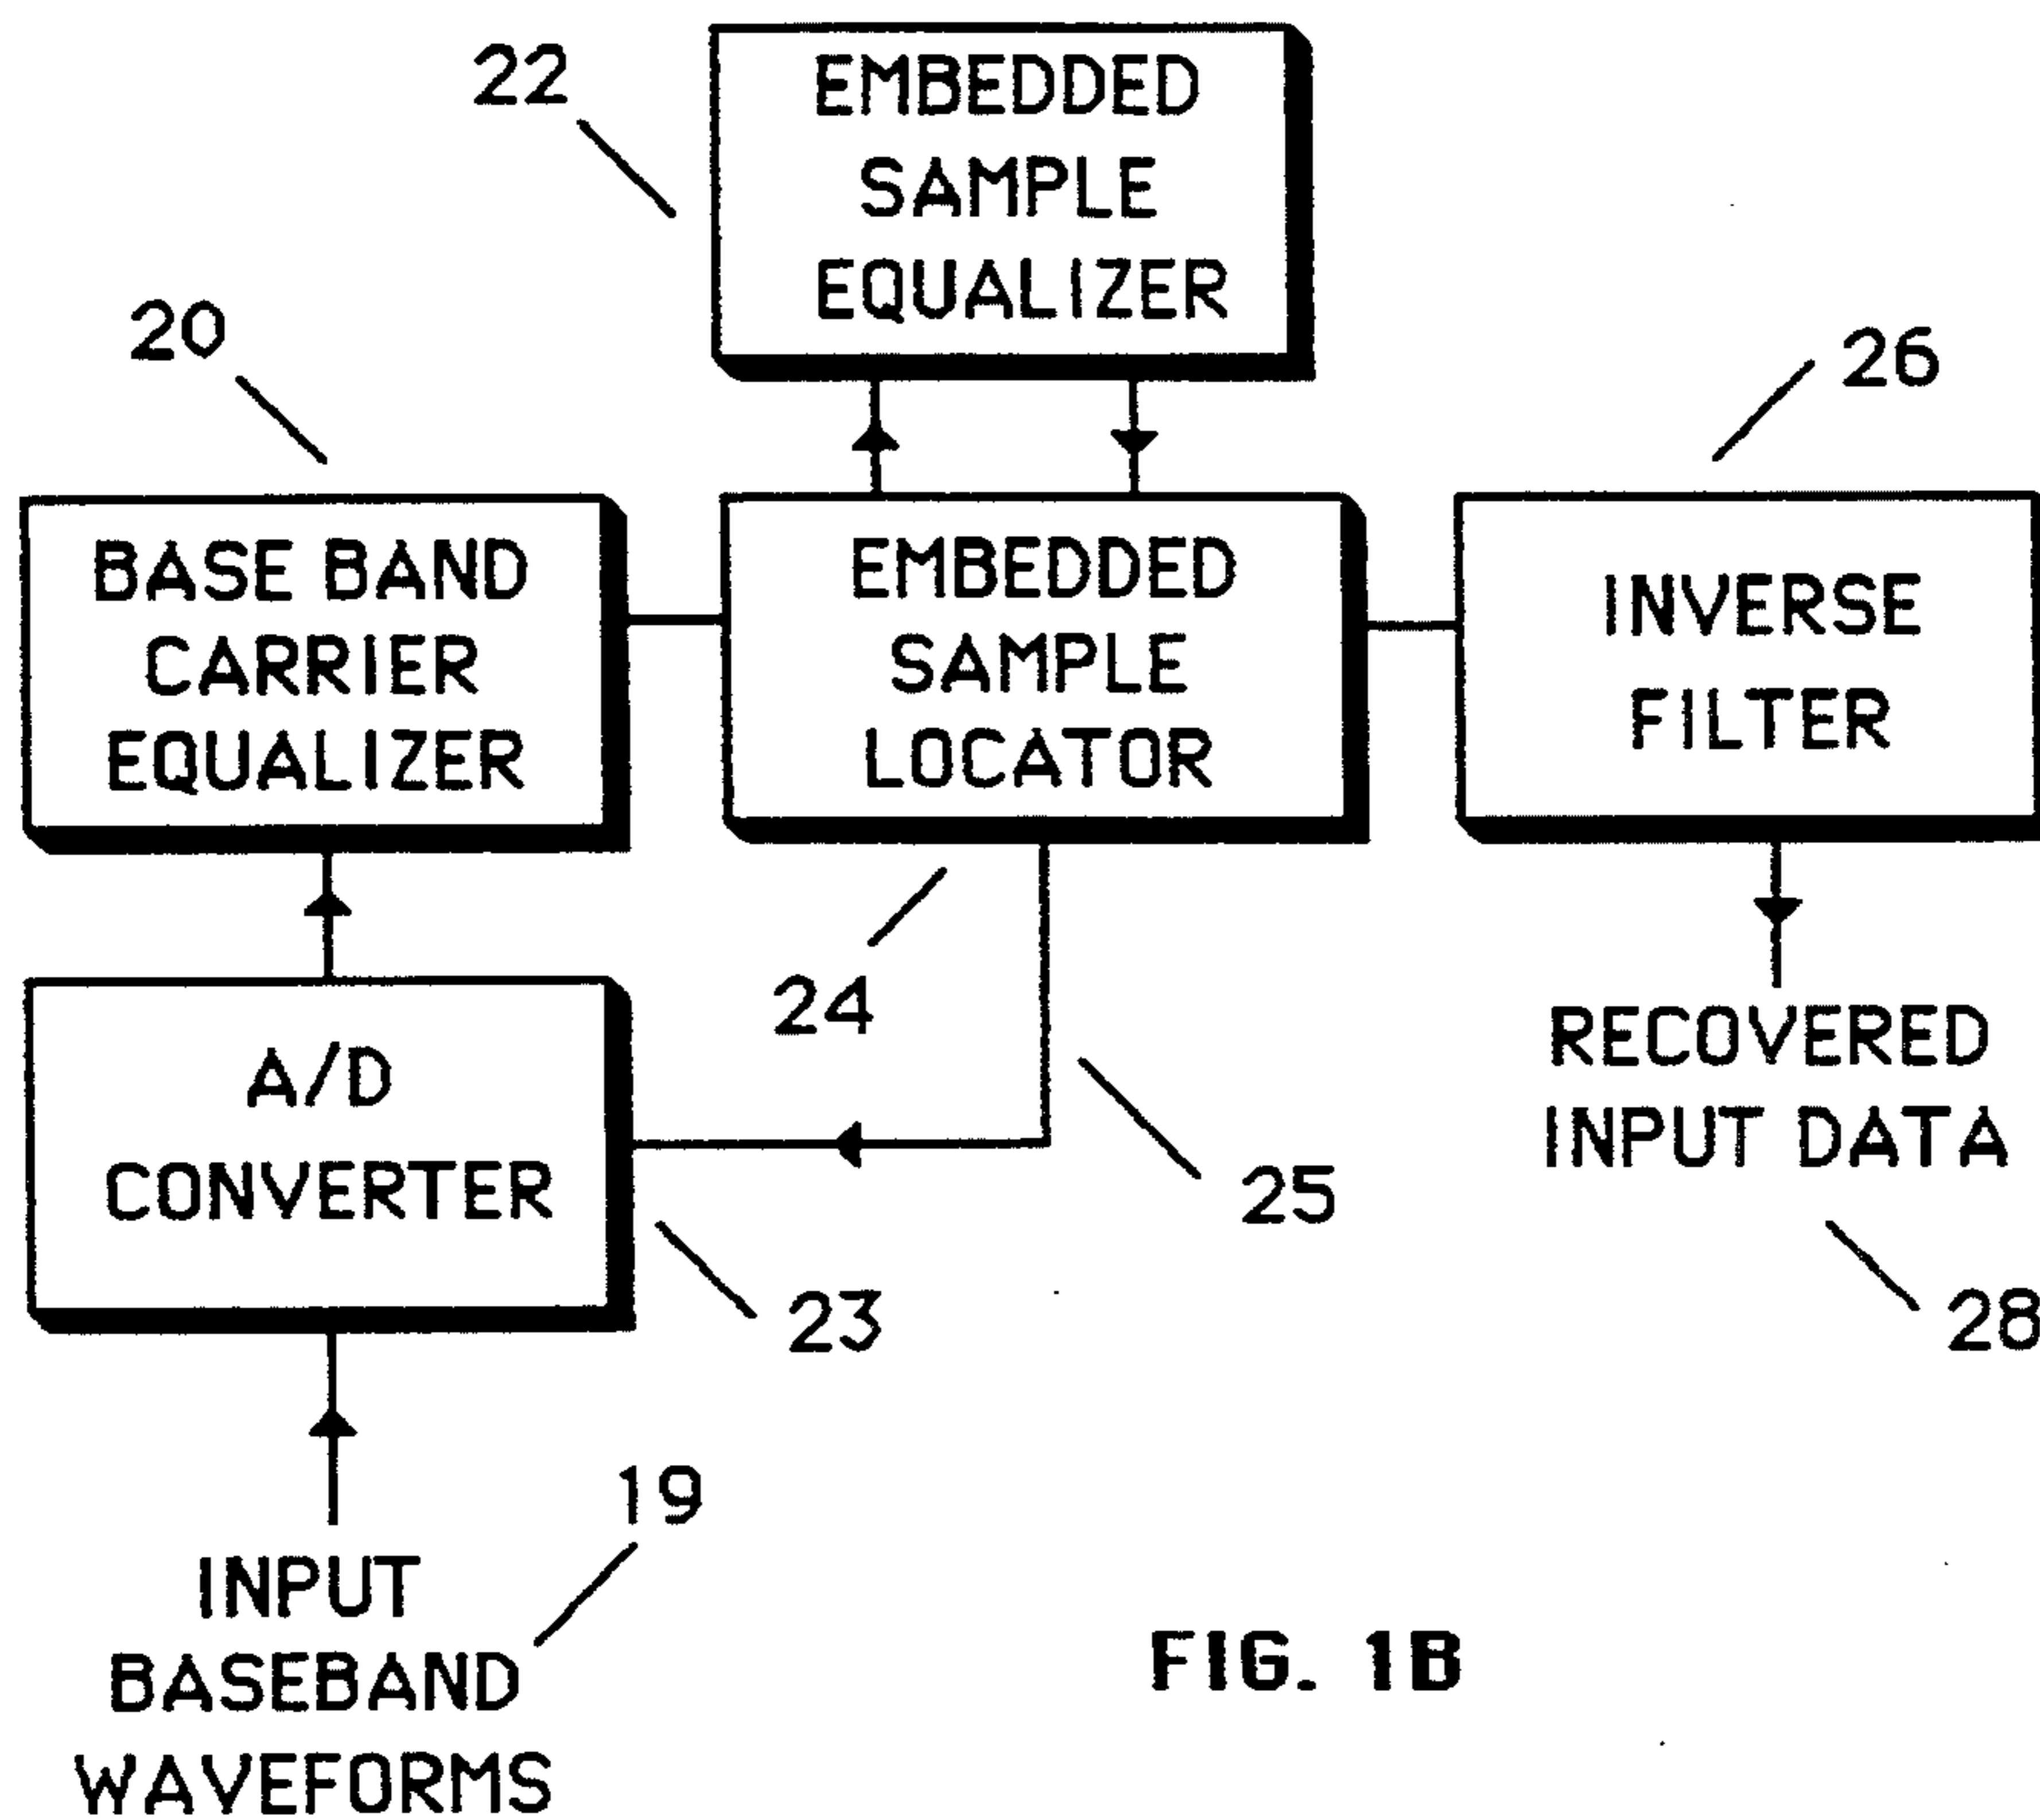 22
EMBEDDED
SAMPLE
EQUALIZER
20
26
BASE BAND
CARRIER
EQUALIZER
EMBEDDED
SAMPLE
LOCATOR
INVERSE
FILTER
24
A/D
CONVERTER
25
23
RECOVERED
INPUT DATA
28
19
INPUT
BASEBAND
WAVEFORMS
FIG. 1B